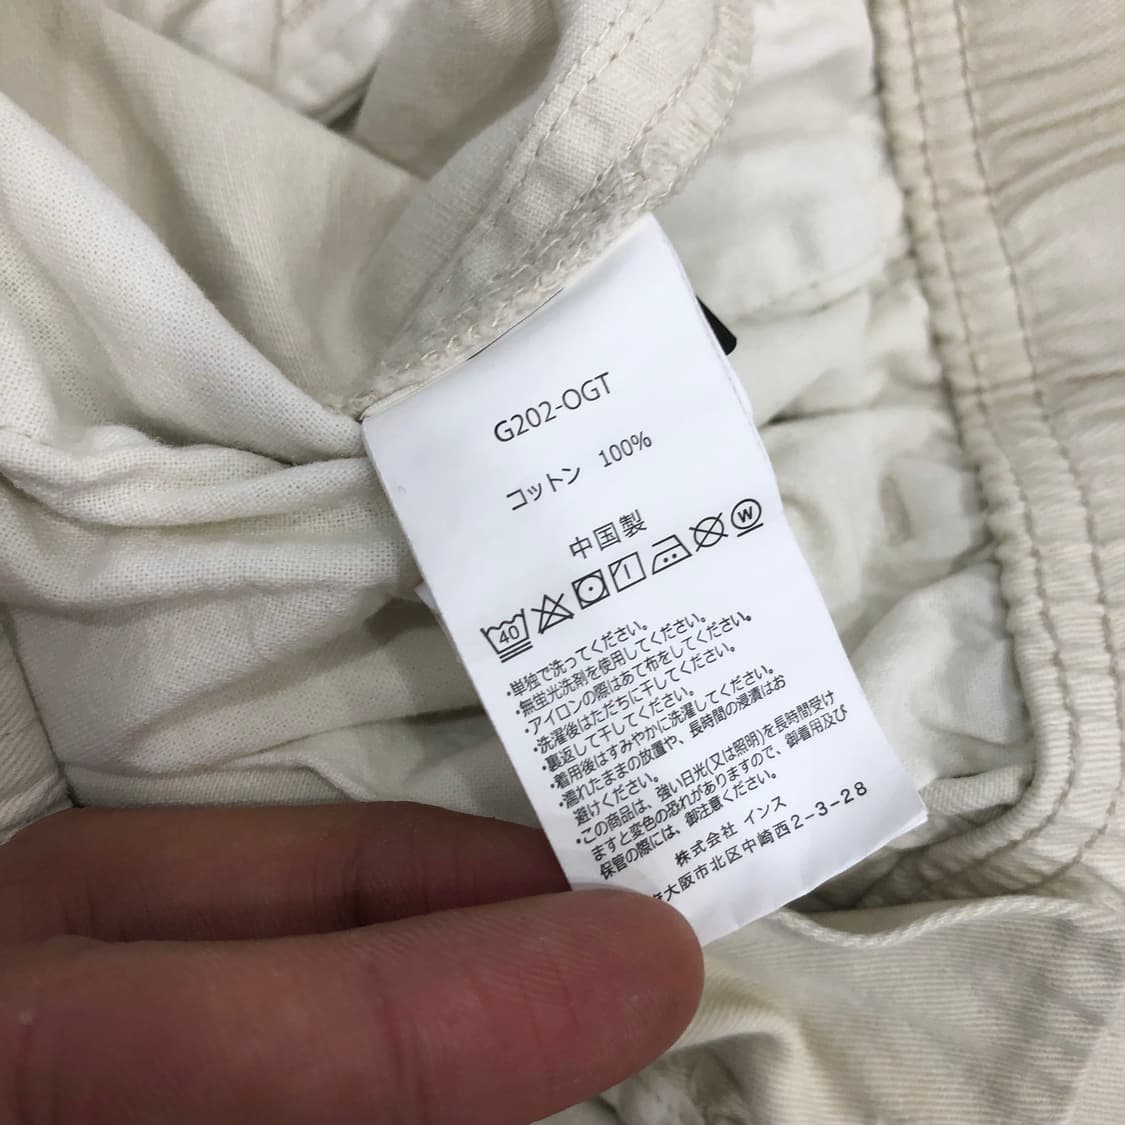 G202-OGT
コットン 100%
中国製
40 W
・単独で洗ってください。
・無蛍光洗剤を使用してください。
・アイロンの際はあて布をしてください。
・洗濯後はただちに干してください。
・裏返して干してください。
・着用後はすみやかに洗濯してください。
・濡れたままの放置や、長時間の浸漬はお
避けください。
・この商品は、強い日光(又は照明)を長時間受け
ますと変色の恐れがありますので、御着用及び
保管の際には、御注意ください。
株式会社 インス
大阪市北区中崎西2-3-28